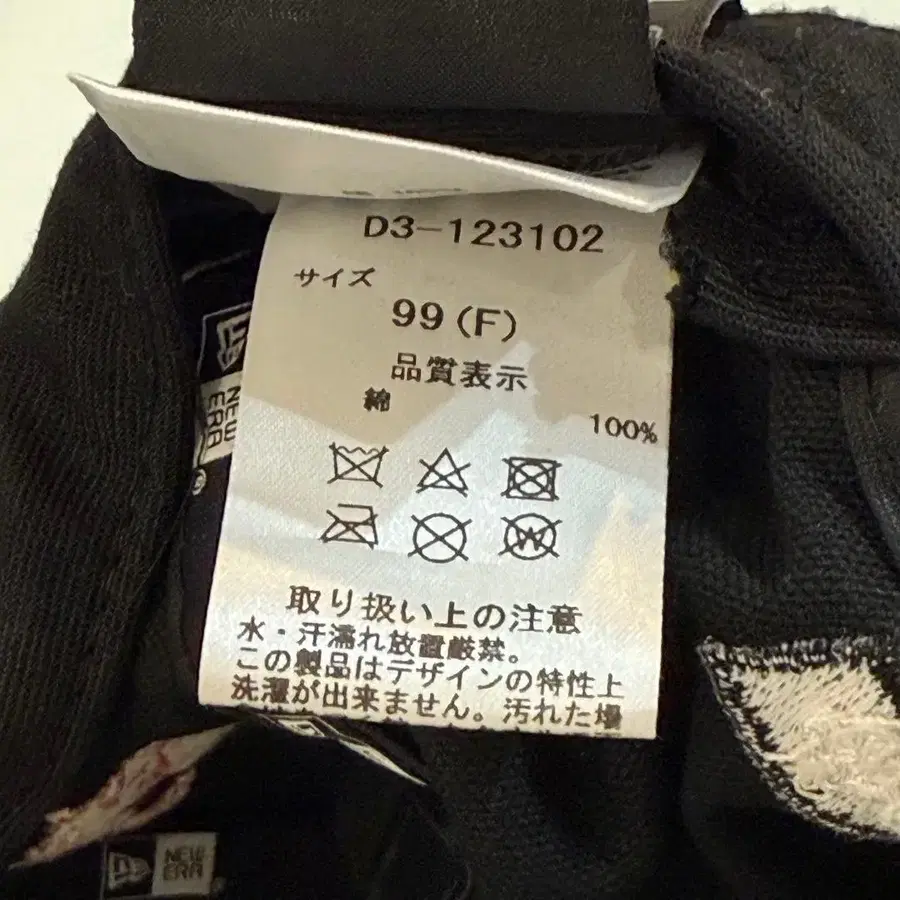 D3-123102
サイズ
99(F)
品質表示
綿 100%
取り扱い上の注意
水・汗濡れ放置厳禁。
この製品はデザインの特性上
洗濯が出来ません。汚れた場
W
NEW
ERA
NEW
ERA